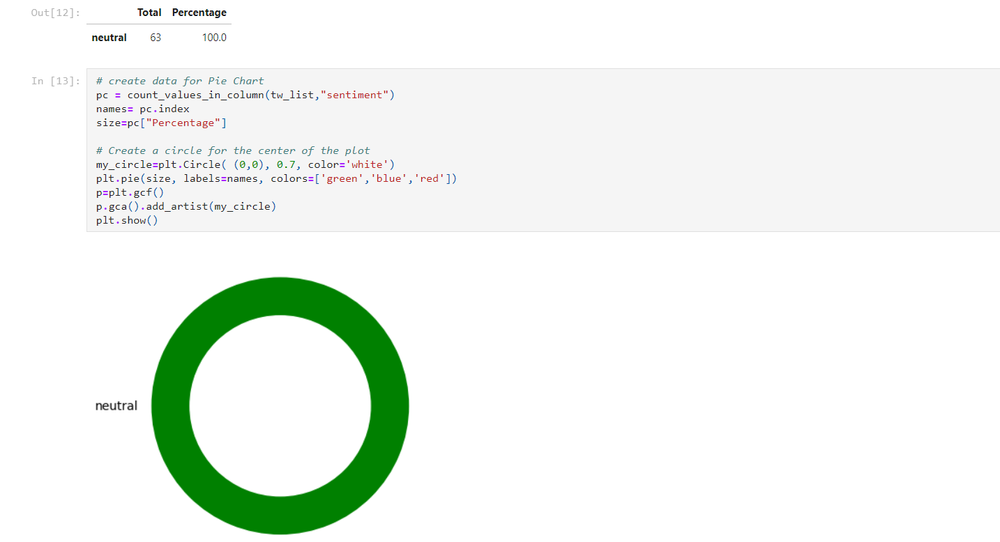 Out[12]:
Total Percentage
neutral 63 100.0
In [13]:
# create data for Pie Chart
pc = count_values_in_column(tw_list,"sentiment")
names= pc.index
size=pc["Percentage"]
# Create a circle for the center of the plot
my_circle=plt.Circle( (0,0), 0.7, color='white')
plt.pie(size, labels=names, colors=['green','blue','red'])
p=plt.gcf()
p.gca().add_artist(my_circle)
plt.show()
neutral